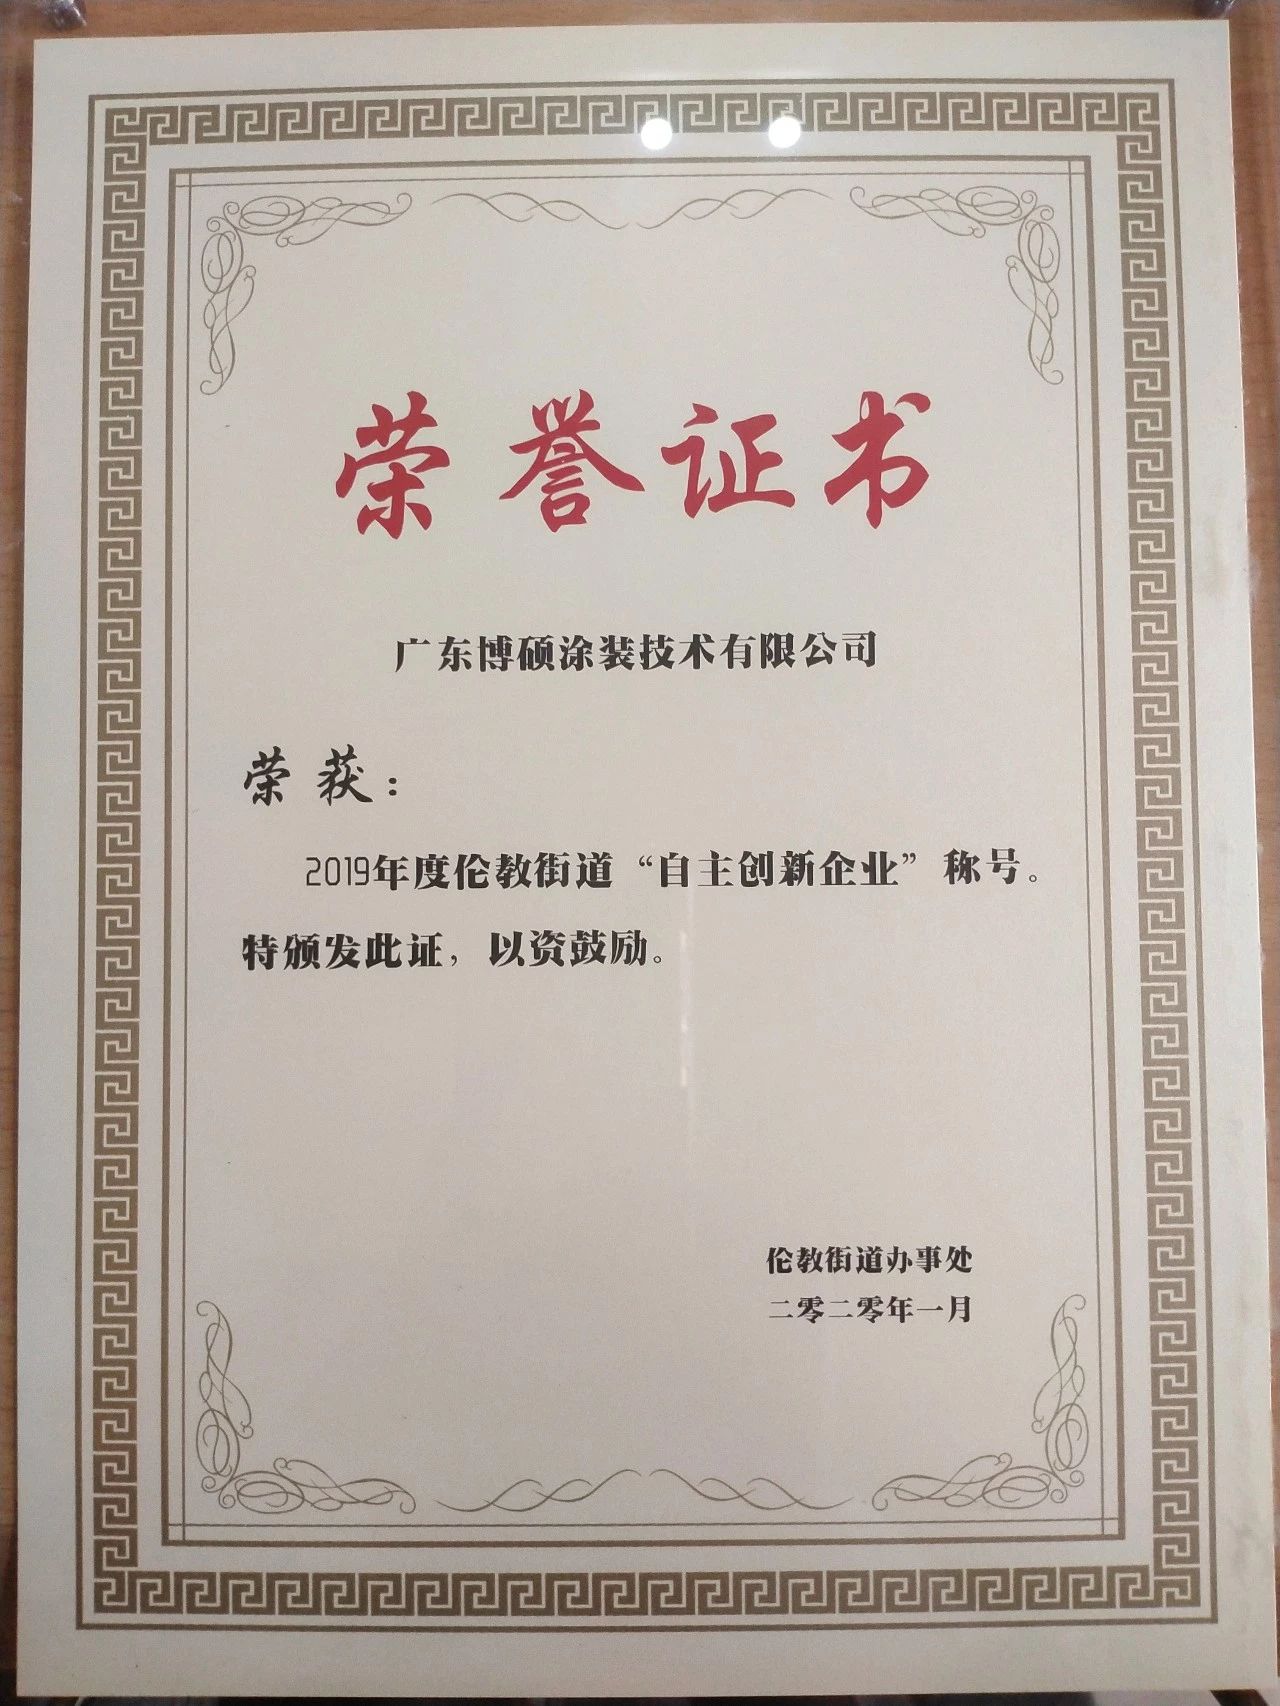 荣誉证书
广东博硕涂装技术有限公司
荣获：
2019年度伦教街道“自主创新企业”称号。
特颁发此证，以资鼓励。
伦教街道办事处
二零二零年一月